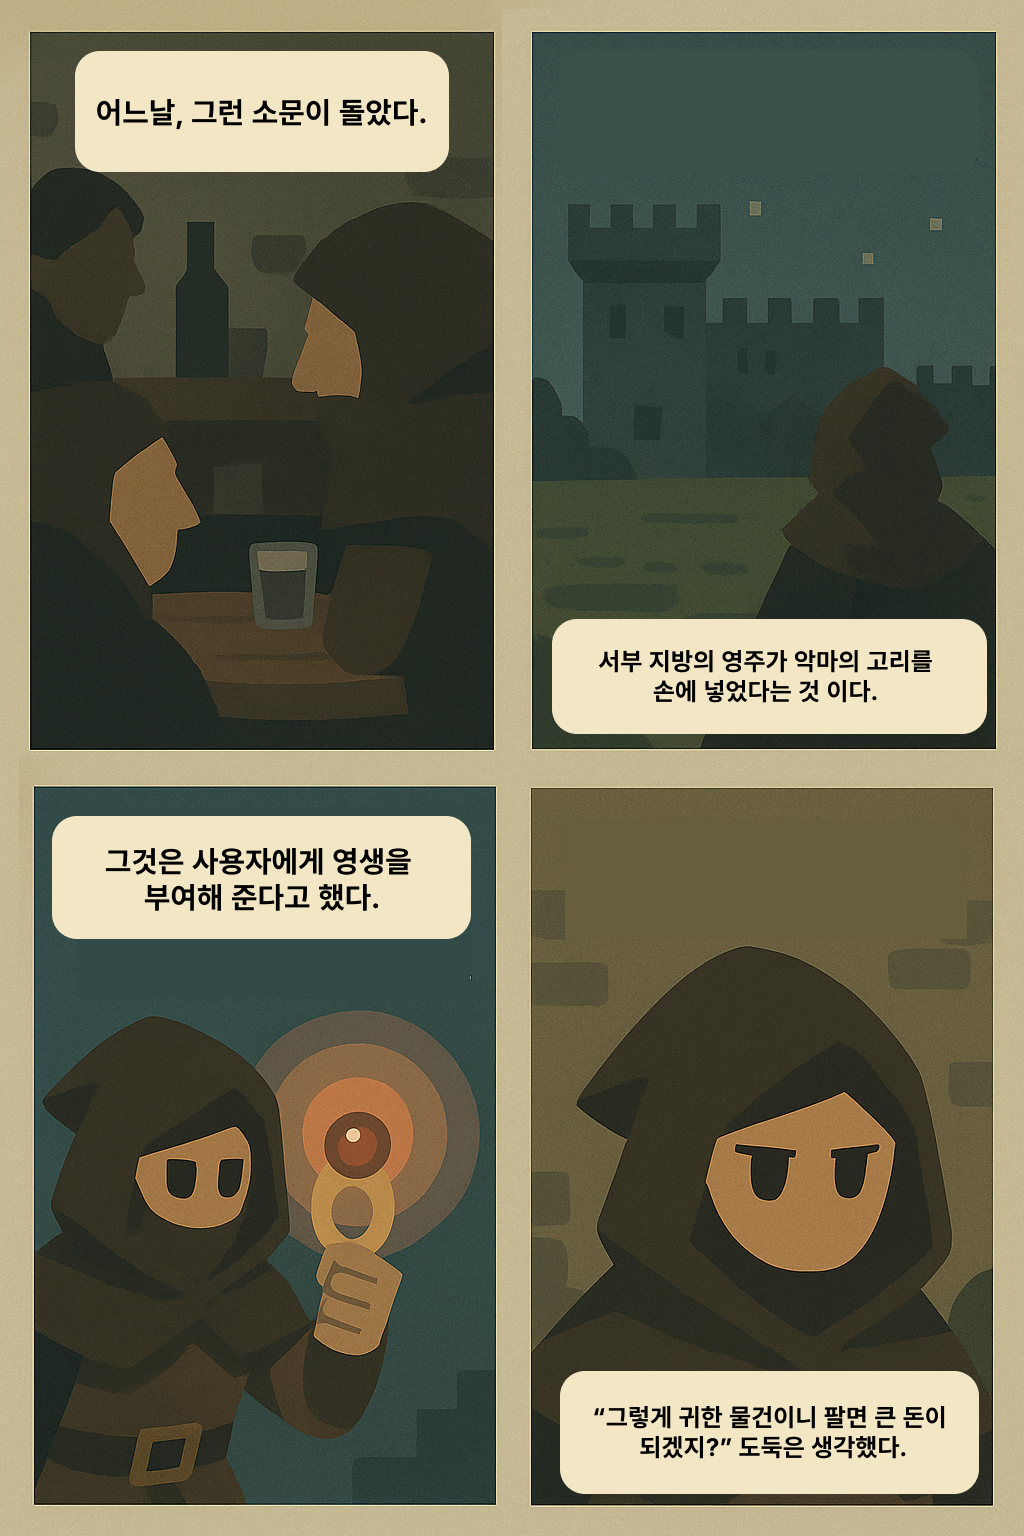 어느날, 그런 소문이 돌았다.
서부 지방의 영주가 악마의 고리를
손에 넣었다는 것 이다.
그것은 사용자에게 영생을
부여해 준다고 했다.
“그렇게 귀한 물건이니 팔면 큰 돈이
되겠지?” 도둑은 생각했다.